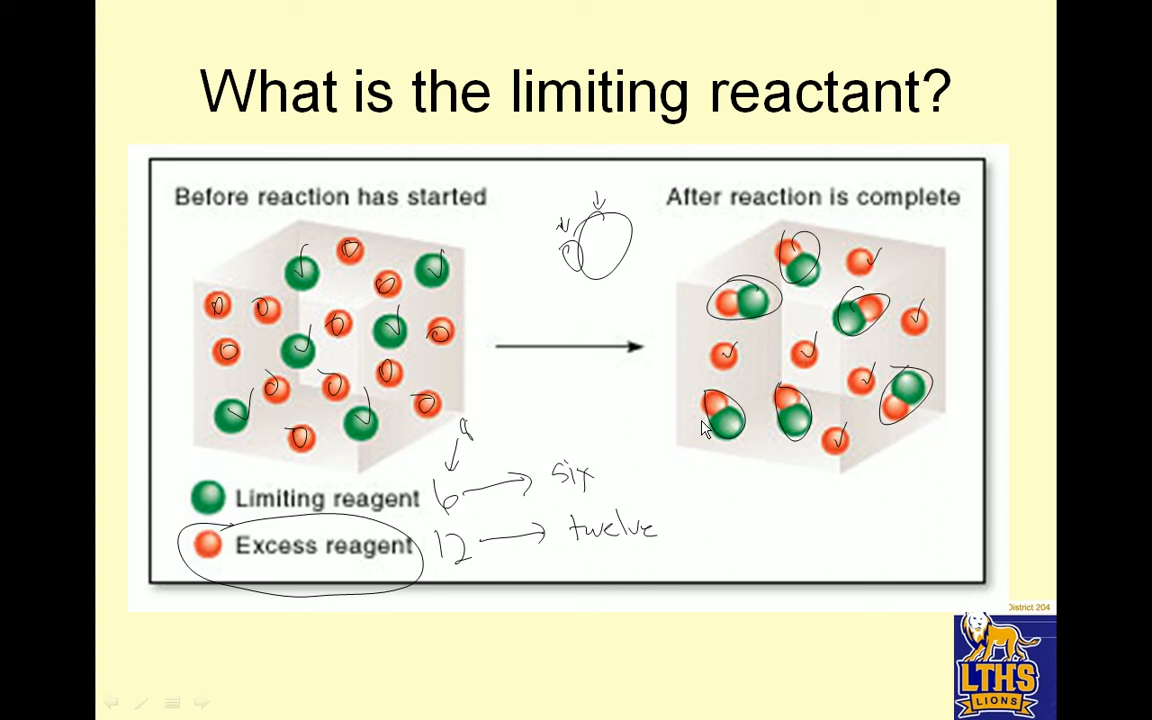 What is the limiting reactant?
Before reaction has started
After reaction is complete
Limiting reagent 6 six
Excess reagent 12 twelve
District 204
LTHS
LIONS